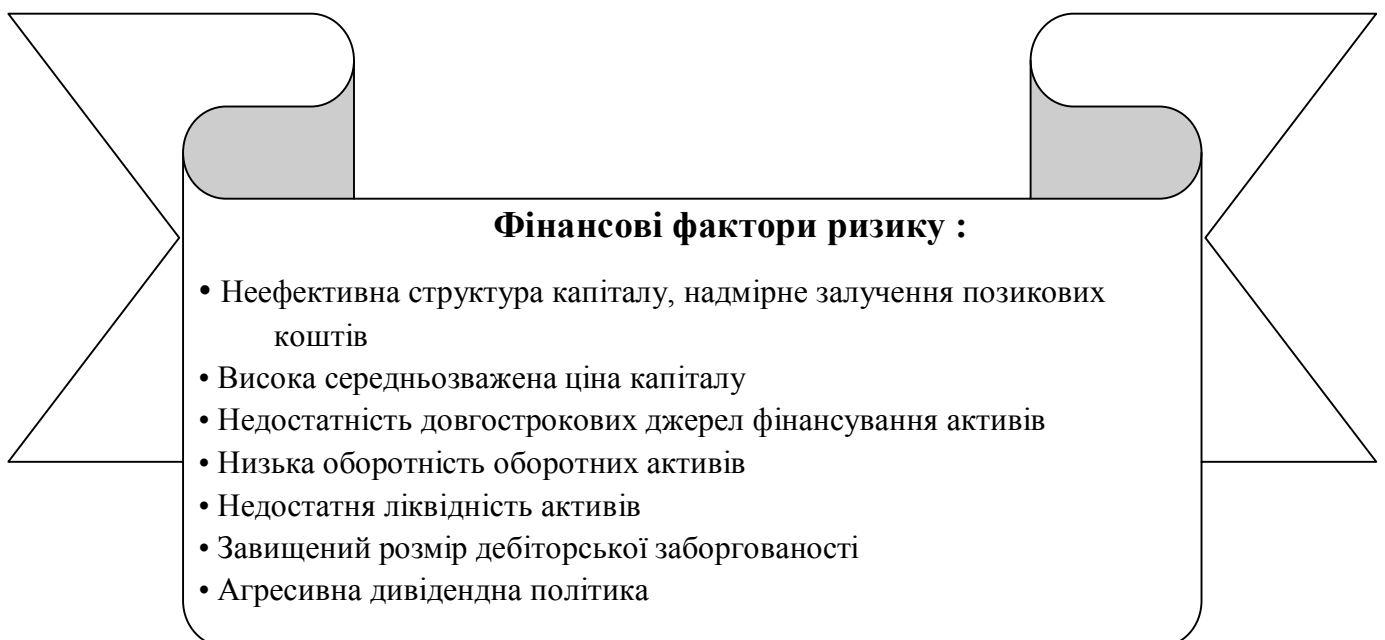 Фінансові фактори ризику :
• Неефективна структура капіталу, надмірне залучення позикових
коштів
• Висока середньозважена ціна капіталу
• Недостатність довгострокових джерел фінансування активів
• Низька оборотність оборотних активів
• Недостатня ліквідність активів
• Завищений розмір дебіторської заборгованості
• Агресивна дивідендна політика